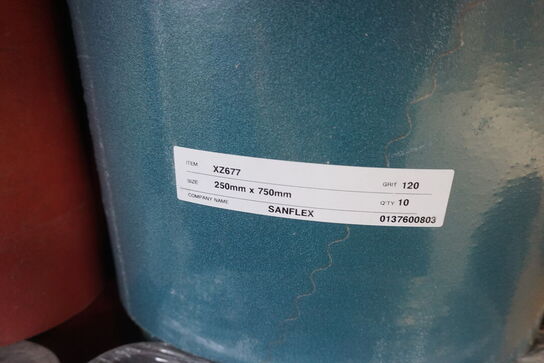 ITEM XZ677 GRIT 120
SIZE 250mm x 750mm Q'TY 10
COMPANY NAME SANFLEX 0137600803